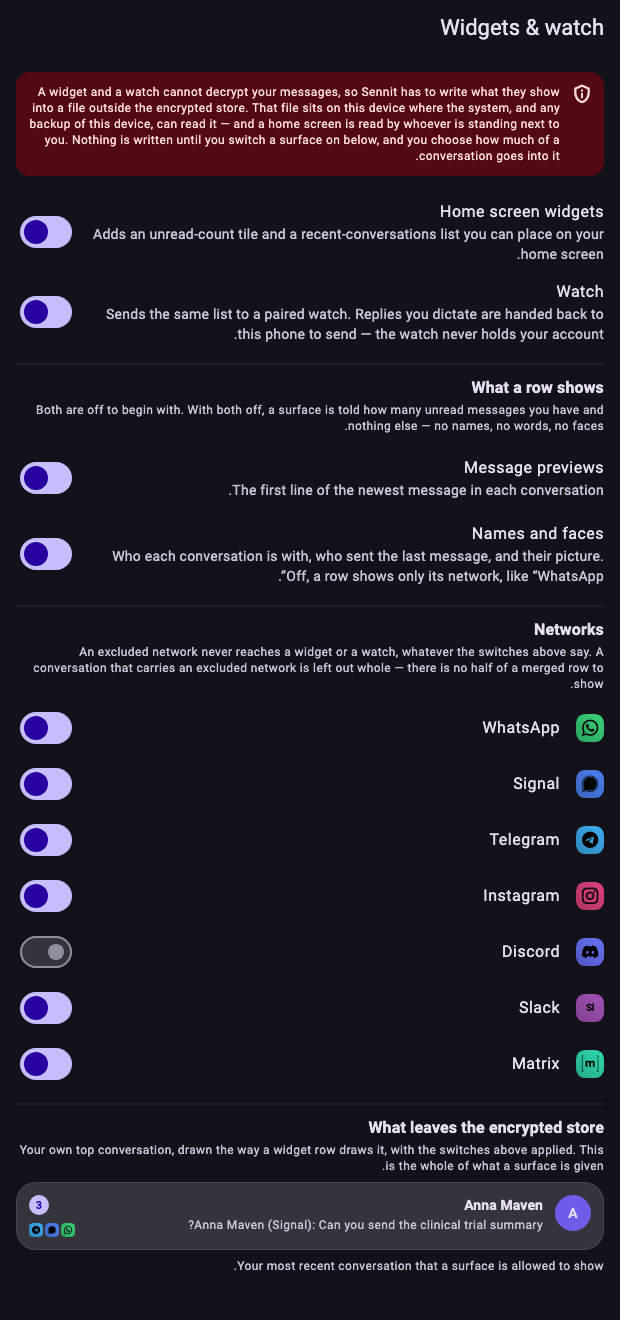 Widgets & watch
A widget and a watch cannot decrypt your messages, so Sennit has to write what they show
into a file outside the encrypted store. That file sits on this device where the system, and any
backup of this device, can read it — and a home screen is read by whoever is standing next to
you. Nothing is written until you switch a surface on below, and you choose how much of a
.conversation goes into it
Home screen widgets
Adds an unread-count tile and a recent-conversations list you can place on your
.home screen
Watch
Sends the same list to a paired watch. Replies you dictate are handed back to
.this phone to send — the watch never holds your account
What a row shows
Both are off to begin with. With both off, a surface is told how many unread messages you have and
.nothing else — no names, no words, no faces
Message previews
.The first line of the newest message in each conversation
Names and faces
Who each conversation is with, who sent the last message, and their picture.
.”Off, a row shows only its network, like “WhatsApp
Networks
An excluded network never reaches a widget or a watch, whatever the switches above say. A
conversation that carries an excluded network is left out whole — there is no half of a merged row to
.show
WhatsApp
Signal
Telegram
Instagram
Discord
Slack
Sl
Matrix
[m]
What leaves the encrypted store
Your own top conversation, drawn the way a widget row draws it, with the switches above applied. This
.is the whole of what a surface is given
A
Anna Maven
3
?Anna Maven (Signal): Can you send the clinical trial summary
.Your most recent conversation that a surface is allowed to show